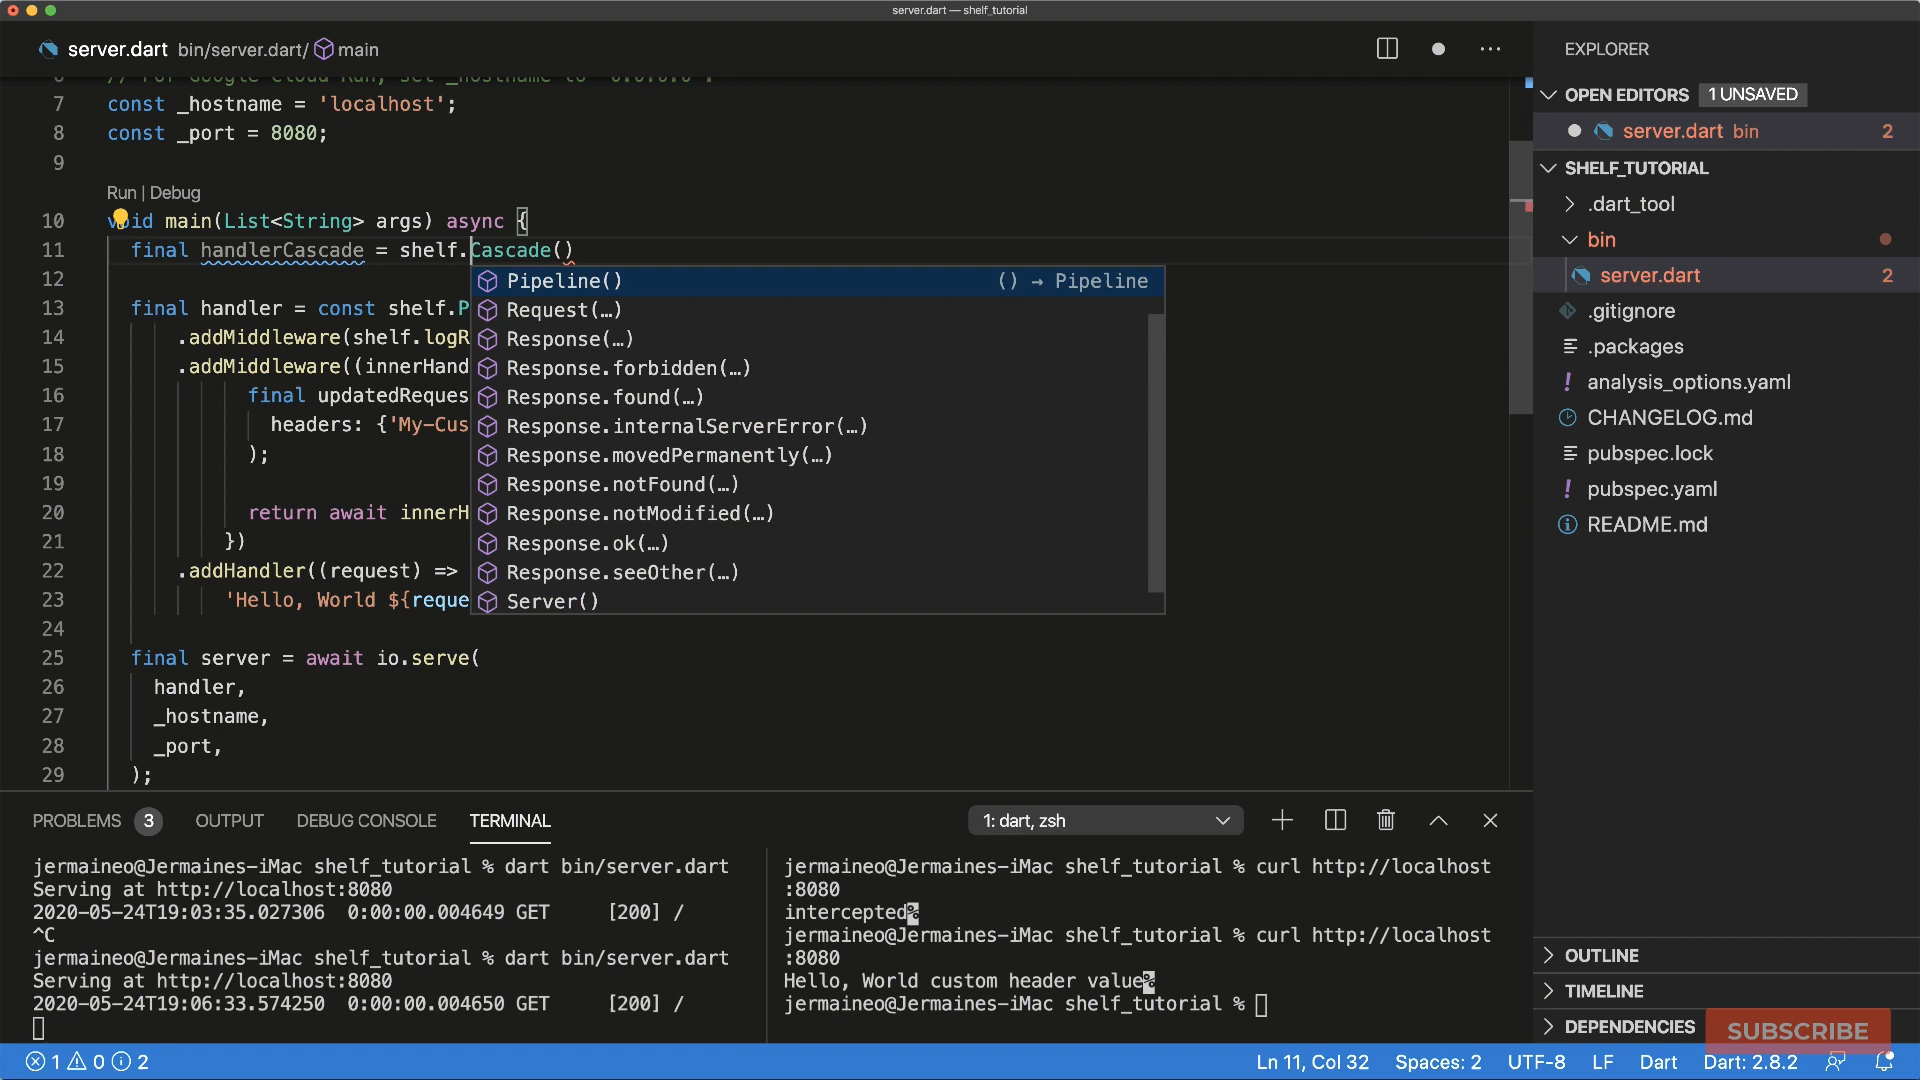 server.dart — shelf_tutorial
server.dart bin/server.dart/ main
7 const _hostname = 'localhost';
8 const _port = 8080;
9
Run | Debug
10 void main(List<String> args) async {
11 final handlerCascade = shelf.Cascade()
12
13 final handler = const shelf.P
14 .addMiddleware(shelf.logR
15 .addMiddleware((innerHand
16 final updatedReques
17 headers: {'My-Cus
18 );
19
20 return await innerH
21 })
22 .addHandler((request) =>
23 'Hello, World ${reque
24
25 final server = await io.serve(
26 handler,
27 _hostname,
28 _port,
29 );
Pipeline() () → Pipeline
Request(…)
Response(…)
Response.forbidden(…)
Response.found(…)
Response.internalServerError(…)
Response.movedPermanently(…)
Response.notFound(…)
Response.notModified(…)
Response.ok(…)
Response.seeOther(…)
Server()
EXPLORER
OPEN EDITORS 1 UNSAVED
server.dart bin 2
SHELF_TUTORIAL
.dart_tool
bin
server.dart 2
.gitignore
.packages
analysis_options.yaml
CHANGELOG.md
pubspec.lock
pubspec.yaml
README.md
OUTLINE
TIMELINE
DEPENDENCIES
SUBSCRIBE
PROBLEMS 3 OUTPUT DEBUG CONSOLE TERMINAL 1: dart, zsh
jermaineo@Jermaines-iMac shelf_tutorial % dart bin/server.dart
Serving at http://localhost:8080
2020-05-24T19:03:35.027306 0:00:00.004649 GET [200] /
^C
jermaineo@Jermaines-iMac shelf_tutorial % dart bin/server.dart
Serving at http://localhost:8080
2020-05-24T19:06:33.574250 0:00:00.004650 GET [200] /
jermaineo@Jermaines-iMac shelf_tutorial % curl http://localhost
:8080
intercepted%
jermaineo@Jermaines-iMac shelf_tutorial % curl http://localhost
:8080
Hello, World custom header value%
jermaineo@Jermaines-iMac shelf_tutorial %
1 0 2 Ln 11, Col 32 Spaces: 2 UTF-8 LF Dart Dart: 2.8.2